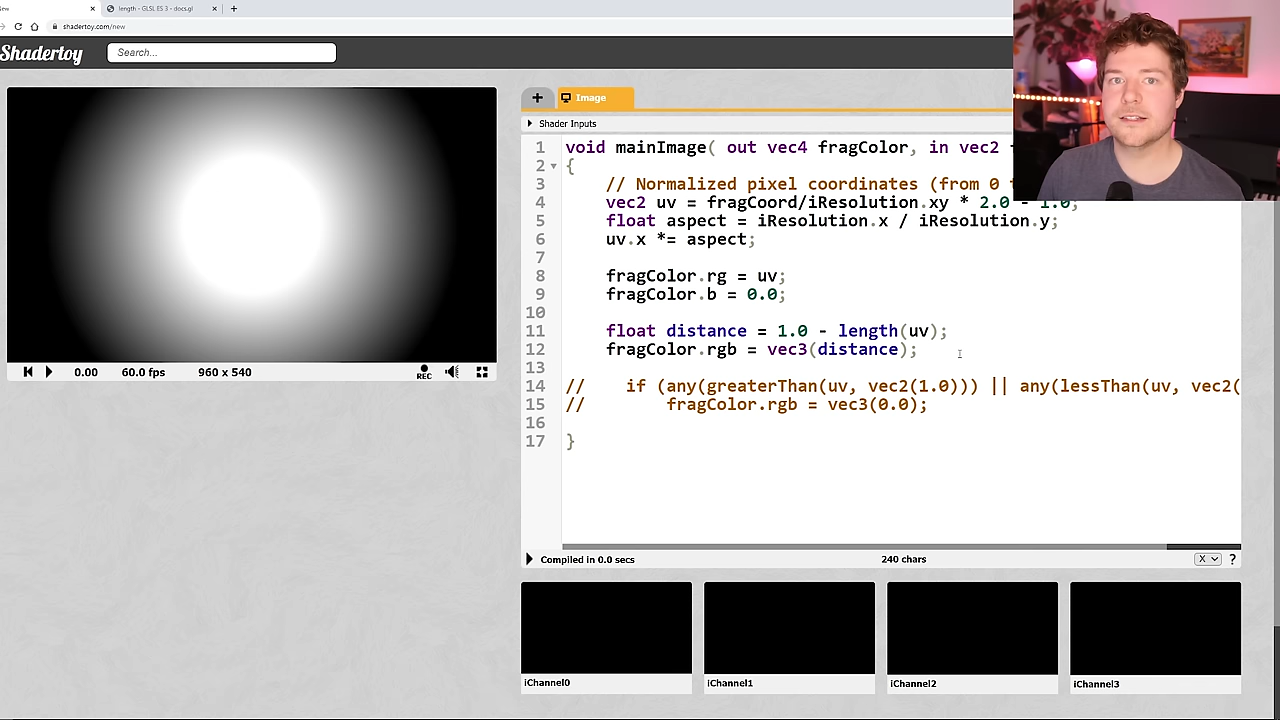 length - GLSL ES 3 - docs.gl
shadertoy.com/new
Shadertoy
Search...
+
Image
Shader Inputs
1 void mainImage( out vec4 fragColor, in vec2
2 {
3 // Normalized pixel coordinates (from 0
4 vec2 uv = fragCoord/iResolution.xy * 2.0 - 1.0;
5 float aspect = iResolution.x / iResolution.y;
6 uv.x *= aspect;
7
8 fragColor.rg = uv;
9 fragColor.b = 0.0;
10
11 float distance = 1.0 - length(uv);
12 fragColor.rgb = vec3(distance);
13
14 // if (any(greaterThan(uv, vec2(1.0))) || any(lessThan(uv, vec2(
15 // fragColor.rgb = vec3(0.0);
16
17 }
0.00 60.0 fps 960 x 540 REC
Compiled in 0.0 secs 240 chars X ?
iChannel0 iChannel1 iChannel2 iChannel3